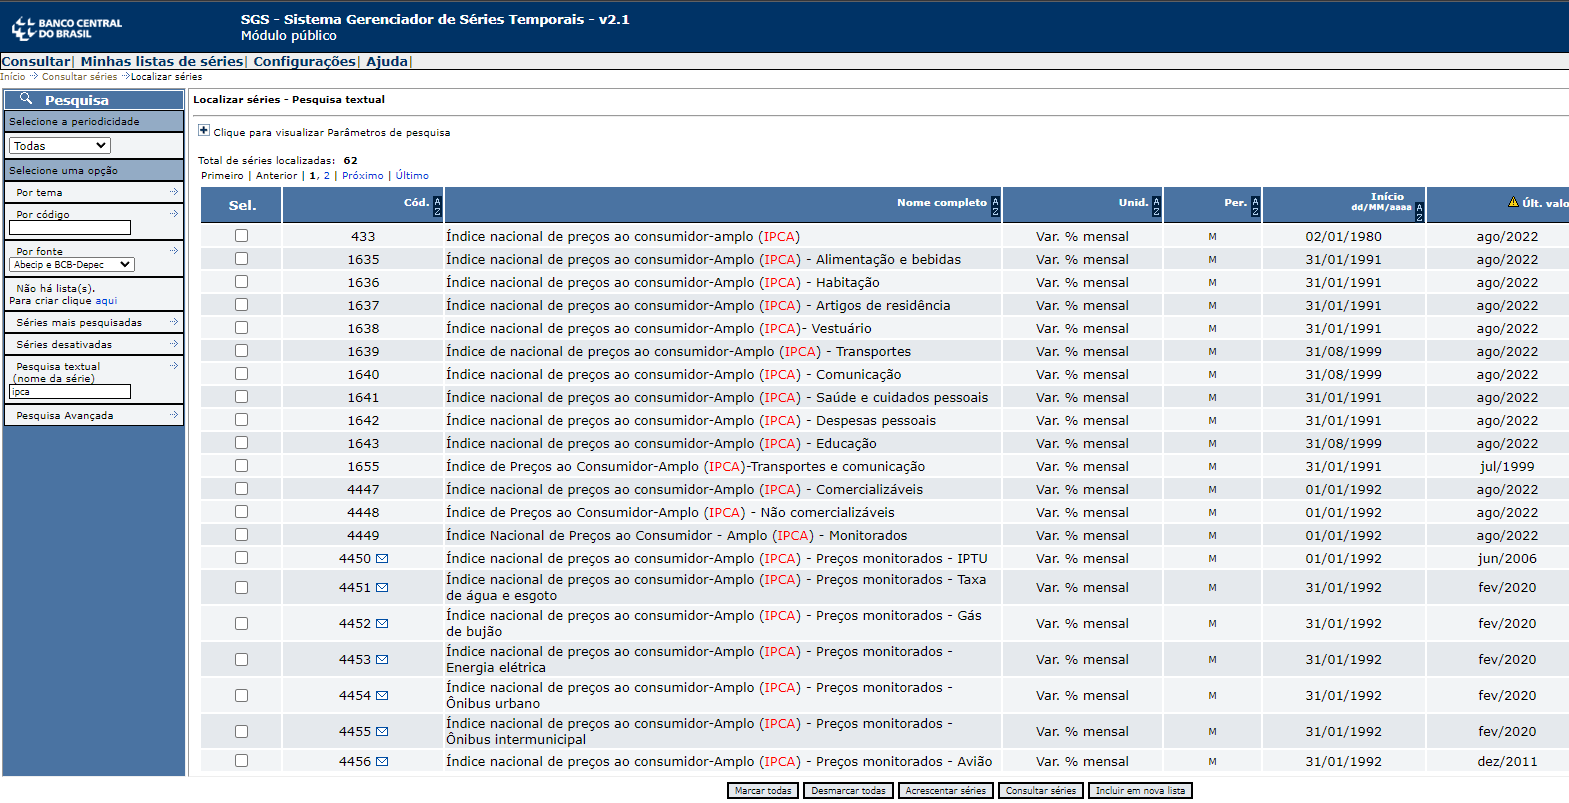 BANCO CENTRAL
DO BRASIL
SGS - Sistema Gerenciador de Séries Temporais - v2.1
Módulo público
Consultar| Minhas listas de séries| Configurações| Ajuda|
Início Consultar séries Localizar séries
Pesquisa
Selecione a periodicidade
Todas
Selecione uma opção
Por tema
Por código
Por fonte
Abecip e BCB-Depec
Não há lista(s).
Para criar clique aqui
Séries mais pesquisadas
Séries desativadas
Pesquisa textual
(nome da série)
ipca
Pesquisa Avançada
Localizar séries - Pesquisa textual
Clique para visualizar Parâmetros de pesquisa
Total de séries localizadas: 62
Primeiro | Anterior | 1, 2 | Próximo | Último
Sel. Cód. AZ Nome completo AZ Unid. AZ Per. AZ Início dd/MM/aaaa AZ Últ. valo
433 Índice nacional de preços ao consumidor-amplo (IPCA) Var. % mensal M 02/01/1980 ago/2022
1635 Índice nacional de preços ao consumidor-Amplo (IPCA) - Alimentação e bebidas Var. % mensal M 31/01/1991 ago/2022
1636 Índice nacional de preços ao consumidor-Amplo (IPCA) - Habitação Var. % mensal M 31/01/1991 ago/2022
1637 Índice nacional de preços ao consumidor-Amplo (IPCA) - Artigos de residência Var. % mensal M 31/01/1991 ago/2022
1638 Índice nacional de preços ao consumidor-Amplo (IPCA)- Vestuário Var. % mensal M 31/01/1991 ago/2022
1639 Índice de nacional de preços ao consumidor-Amplo (IPCA) - Transportes Var. % mensal M 31/08/1999 ago/2022
1640 Índice nacional de preços ao consumidor-Amplo (IPCA) - Comunicação Var. % mensal M 31/08/1999 ago/2022
1641 Índice nacional de preços ao consumidor-Amplo (IPCA) - Saúde e cuidados pessoais Var. % mensal M 31/01/1991 ago/2022
1642 Índice nacional de preços ao consumidor-Amplo (IPCA) - Despesas pessoais Var. % mensal M 31/01/1991 ago/2022
1643 Índice nacional de preços ao consumidor-Amplo (IPCA) - Educação Var. % mensal M 31/08/1999 ago/2022
1655 Índice de Preços ao Consumidor-Amplo (IPCA)-Transportes e comunicação Var. % mensal M 31/01/1991 jul/1999
4447 Índice nacional de preços ao consumidor-Amplo (IPCA) - Comercializáveis Var. % mensal M 01/01/1992 ago/2022
4448 Índice de Preços ao Consumidor-Amplo (IPCA) - Não comercializáveis Var. % mensal M 01/01/1992 ago/2022
4449 Índice Nacional de Preços ao Consumidor - Amplo (IPCA) - Monitorados Var. % mensal M 01/01/1992 ago/2022
4450 Índice nacional de preços ao consumidor-Amplo (IPCA) - Preços monitorados - IPTU Var. % mensal M 01/01/1992 jun/2006
4451 Índice nacional de preços ao consumidor-Amplo (IPCA) - Preços monitorados - Taxa
de água e esgoto Var. % mensal M 31/01/1992 fev/2020
4452 Índice nacional de preços ao consumidor-Amplo (IPCA) - Preços monitorados - Gás
de bujão Var. % mensal M 31/01/1992 fev/2020
4453 Índice nacional de preços ao consumidor-Amplo (IPCA) - Preços monitorados -
Energia elétrica Var. % mensal M 31/01/1992 fev/2020
4454 Índice nacional de preços ao consumidor-Amplo (IPCA) - Preços monitorados -
Ônibus urbano Var. % mensal M 31/01/1992 fev/2020
4455 Índice nacional de preços ao consumidor-Amplo (IPCA) - Preços monitorados -
Ônibus intermunicipal Var. % mensal M 31/01/1992 fev/2020
4456 Índice nacional de preços ao consumidor-Amplo (IPCA) - Preços monitorados - Avião Var. % mensal M 31/01/1992 dez/2011
Marcar todas Desmarcar todas Acrescentar séries Consultar séries Incluir em nova lista